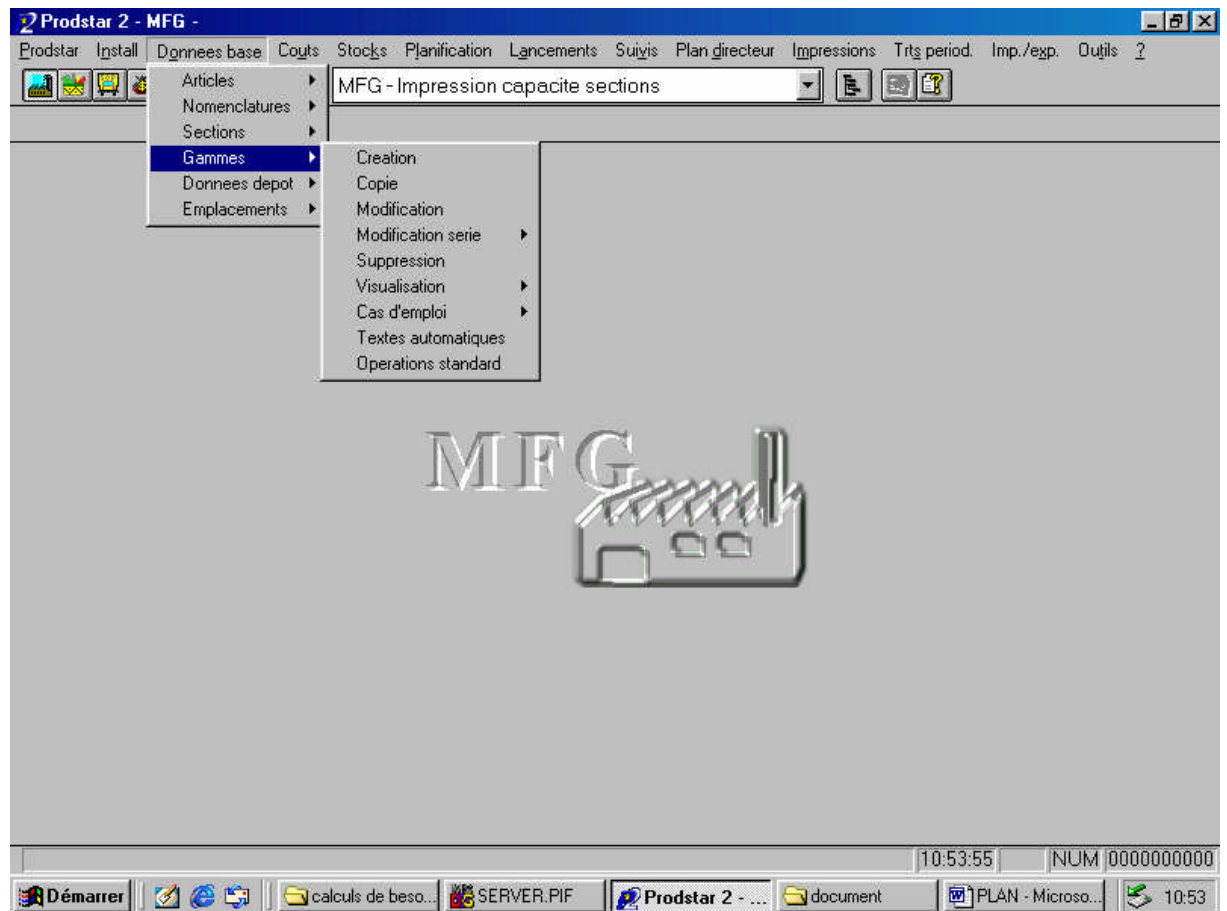 Prodstar 2 - MFG -
Prodstar Install Donnees base Couts Stocks Planification Lancements Suivis Plan directeur Impressions Trts period. Imp./exp. Outils ?
MFG - Impression capacite sections
Articles
Nomenclatures
Sections
Gammes
Donnees depot
Emplacements
Creation
Copie
Modification
Modification serie
Suppression
Visualisation
Cas d'emploi
Textes automatiques
Operations standard
MFG
10:53:55 NUM 0000000000
Démarrer calculs de beso... SERVER.PIF Prodstar 2 - ... document PLAN - Microso... 10:53